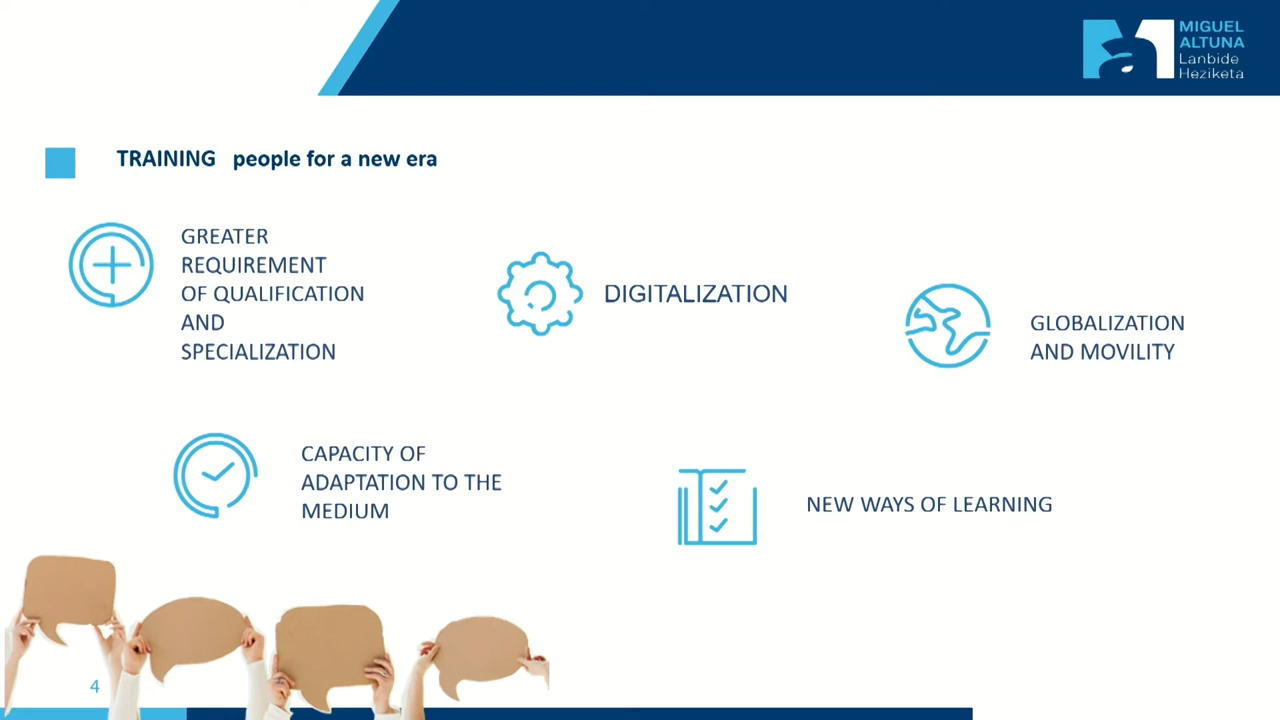 MIGUEL
ALTUNA
Lanbide
Heziketa
TRAINING people for a new era
GREATER
REQUIREMENT
OF QUALIFICATION
AND
SPECIALIZATION
DIGITALIZATION
GLOBALIZATION
AND MOVILITY
CAPACITY OF
ADAPTATION TO THE
MEDIUM
NEW WAYS OF LEARNING
4